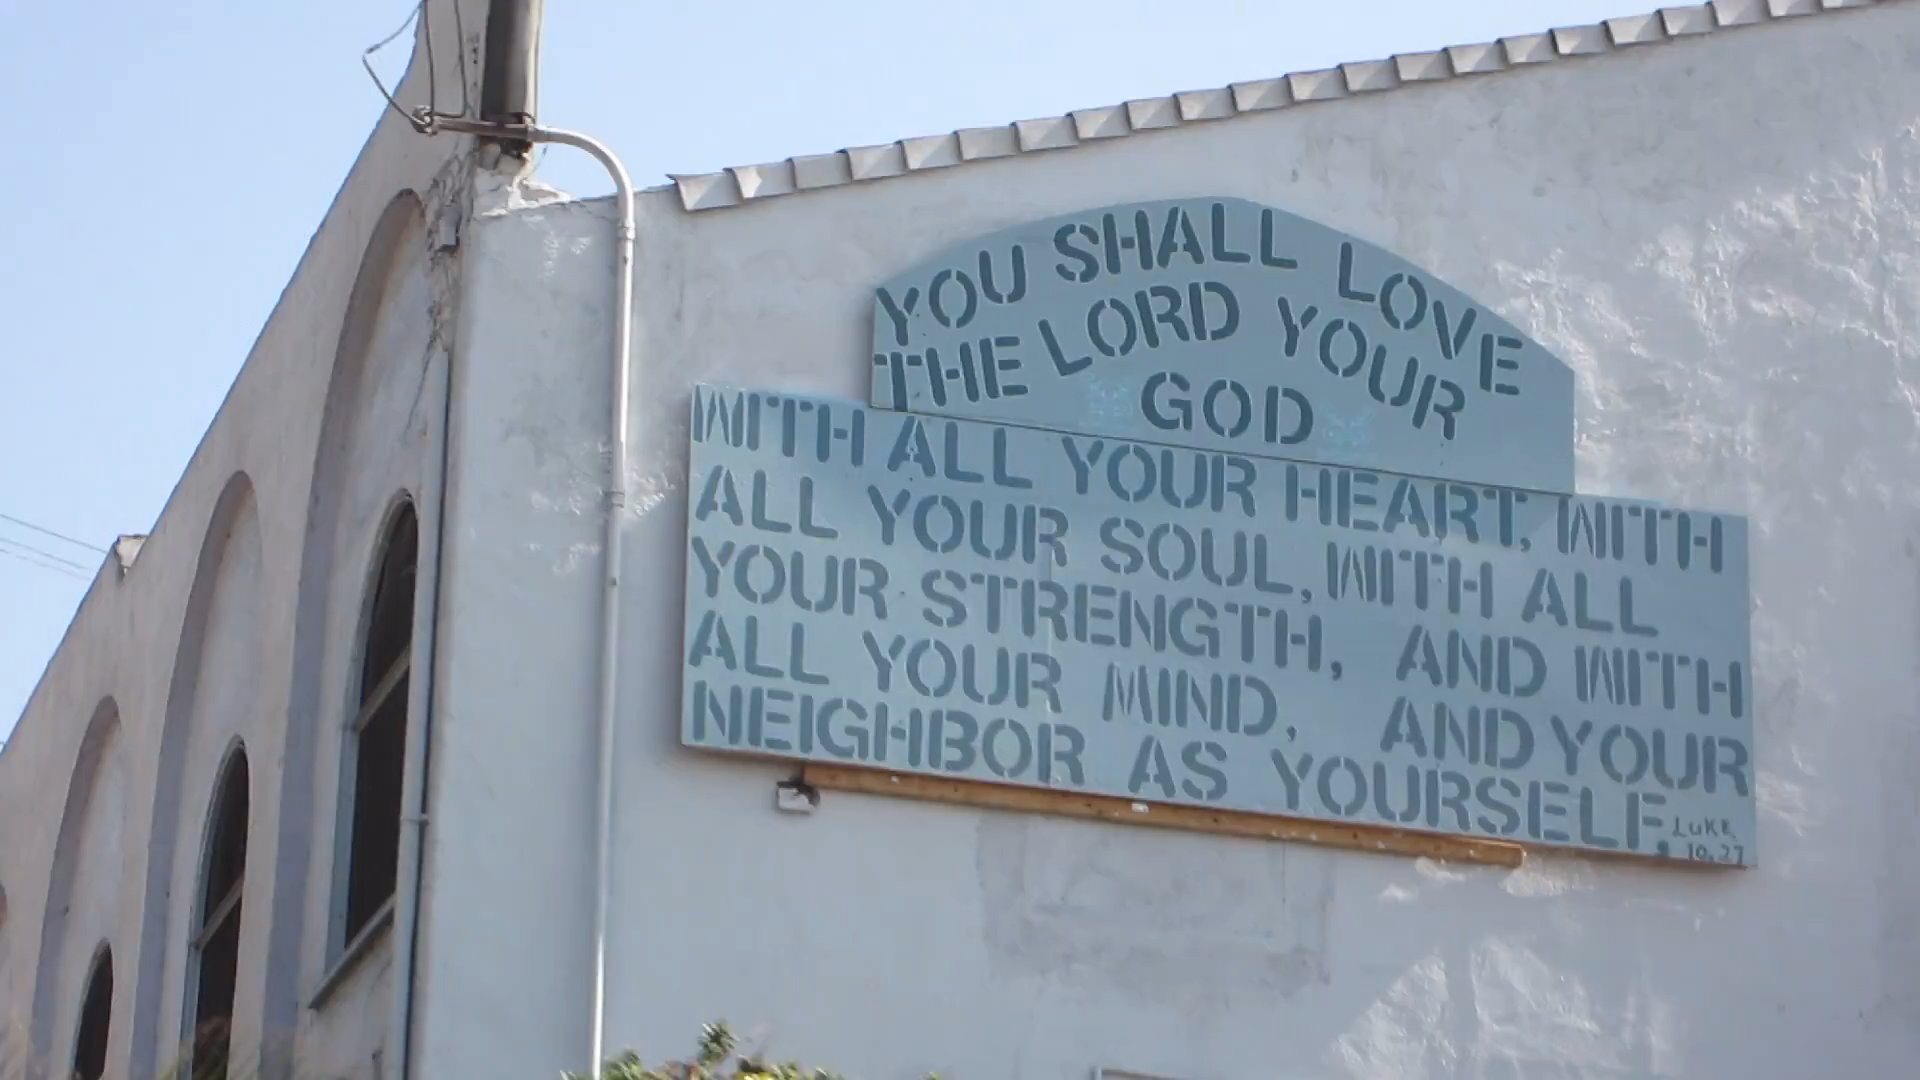 YOU SHALL LOVE
THE LORD YOUR
GOD
WITH ALL YOUR HEART, WITH
ALL YOUR SOUL, WITH ALL
YOUR STRENGTH, AND WITH
ALL YOUR MIND, AND YOUR
NEIGHBOR AS YOURSELF.
LUKE
10.27